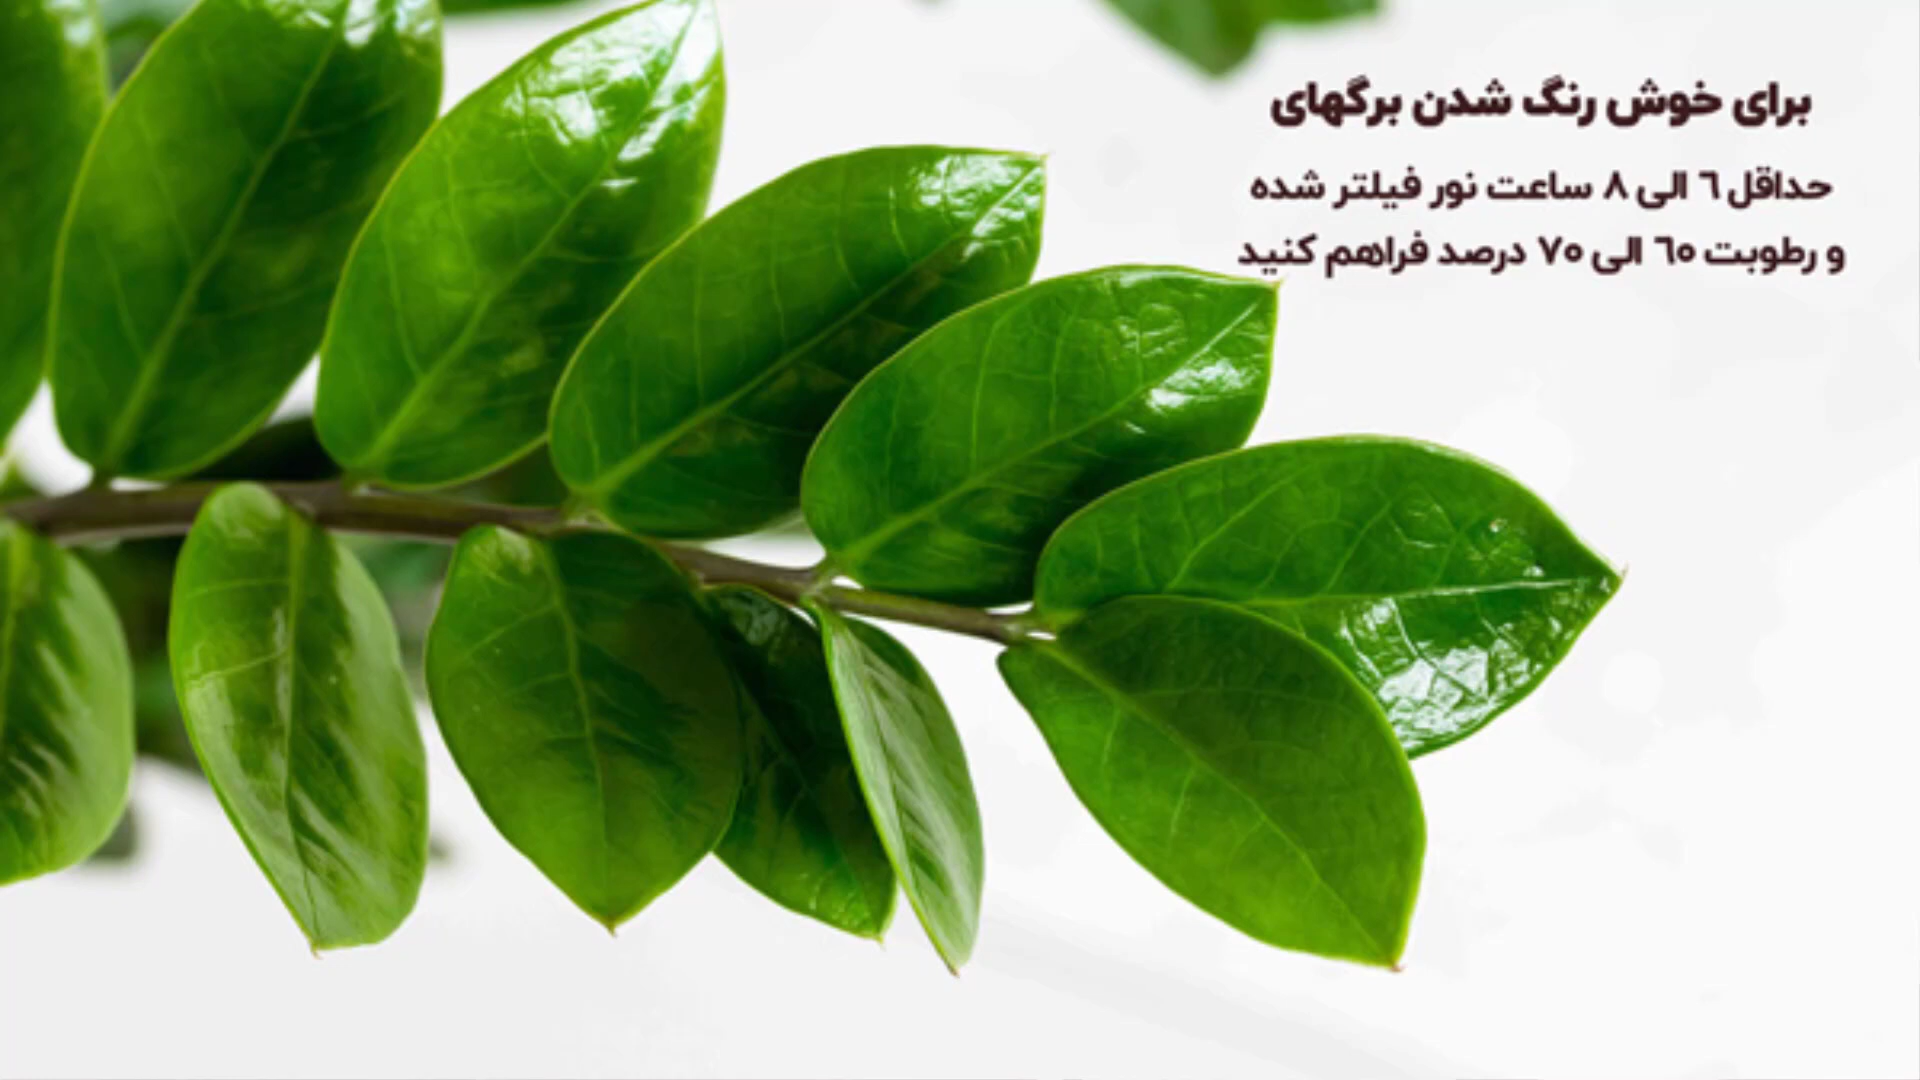 برای خوش رنگ شدن برگهای
حداقل ٦ الی ٨ ساعت نور فیلتر شده
و رطوبت ٦٠ الی ٧٠ درصد فراهم کنید